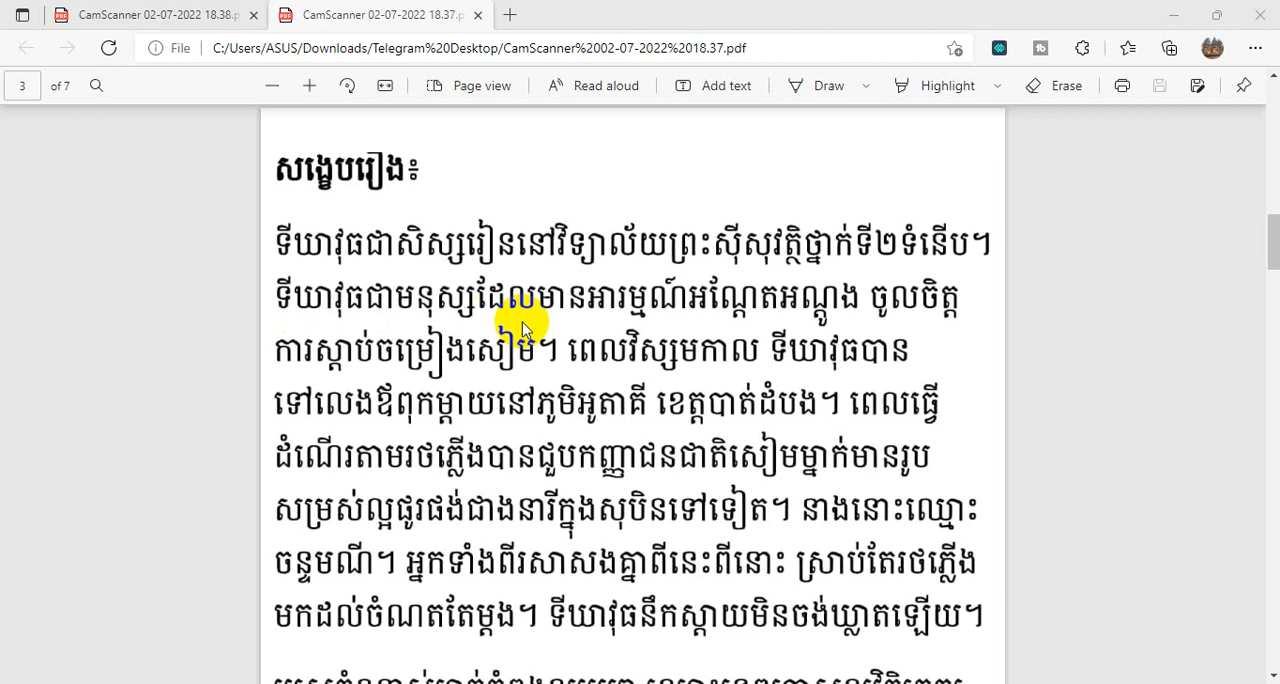 CamScanner 02-07-2022 18.38.p
CamScanner 02-07-2022 18.37.p
File C:/Users/ASUS/Downloads/Telegram%20Desktop/CamScanner%2002-07-2022%2018.37.pdf
3 of 7 Page view Read aloud Add text Draw Highlight Erase
សង្ខេបរឿង៖
ទីឃាវុធជាសិស្សរៀននៅវិទ្យាល័យព្រះស៊ីសុវត្ថិថ្នាក់ទី២ទំនើប។
ទីឃាវុធជាមនុស្សដែលមានអារម្មណ៍អណ្ដែតអណ្ដូង ចូលចិត្ត
ការស្ដាប់ចម្រៀងសៀម។ ពេលវិស្សមកាល ទីឃាវុធបាន
ទៅលេងឪពុកម្ដាយនៅភូមិអូតាគី ខេត្តបាត់ដំបង។ ពេលធ្វើ
ដំណើរតាមរថភ្លើងបានជួបកញ្ញាជនជាតិសៀមម្នាក់មានរូប
សម្រស់ល្អផូរផង់ជាងនារីក្នុងសុបិនទៅទៀត។ នាងនោះឈ្មោះ
ចន្ទមណី។ អ្នកទាំងពីរសាសងគ្នាពីនេះពីនោះ ស្រាប់តែរថភ្លើង
មកដល់ចំណតតែម្ដង។ ទីឃាវុធនឹកស្ដាយមិនចង់ឃ្លាតឡើយ។